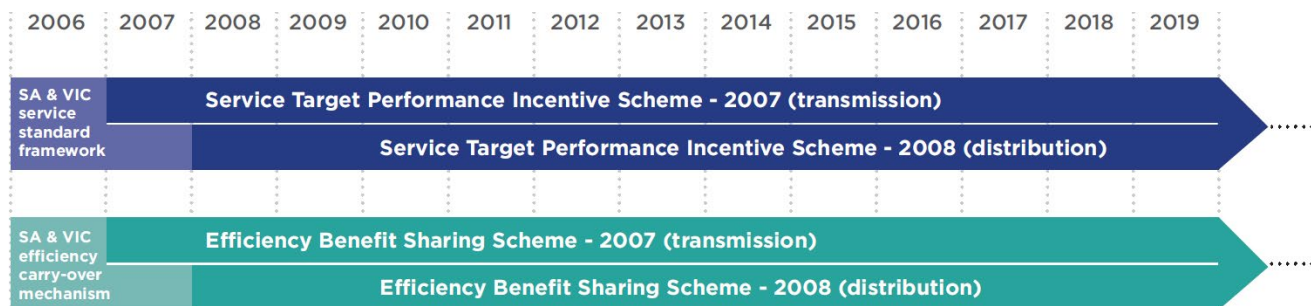 2006 2007 2008 2009 2010 2011 2012 2013 2014 2015 2016 2017 2018 2019
SA & VIC
service
standard
framework
Service Target Performance Incentive Scheme - 2007 (transmission)
Service Target Performance Incentive Scheme - 2008 (distribution)
SA & VIC
efficiency
carry-over
mechanism
Efficiency Benefit Sharing Scheme - 2007 (transmission)
Efficiency Benefit Sharing Scheme - 2008 (distribution)